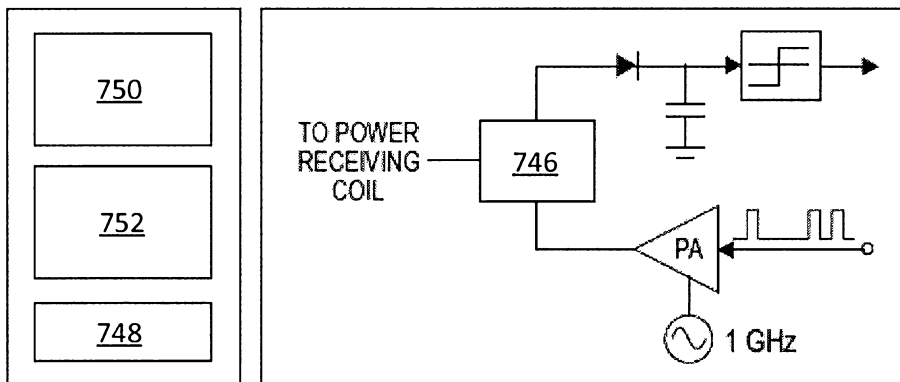 750
752
748
TO POWER
RECEIVING
COIL
746
PA
1 GHz